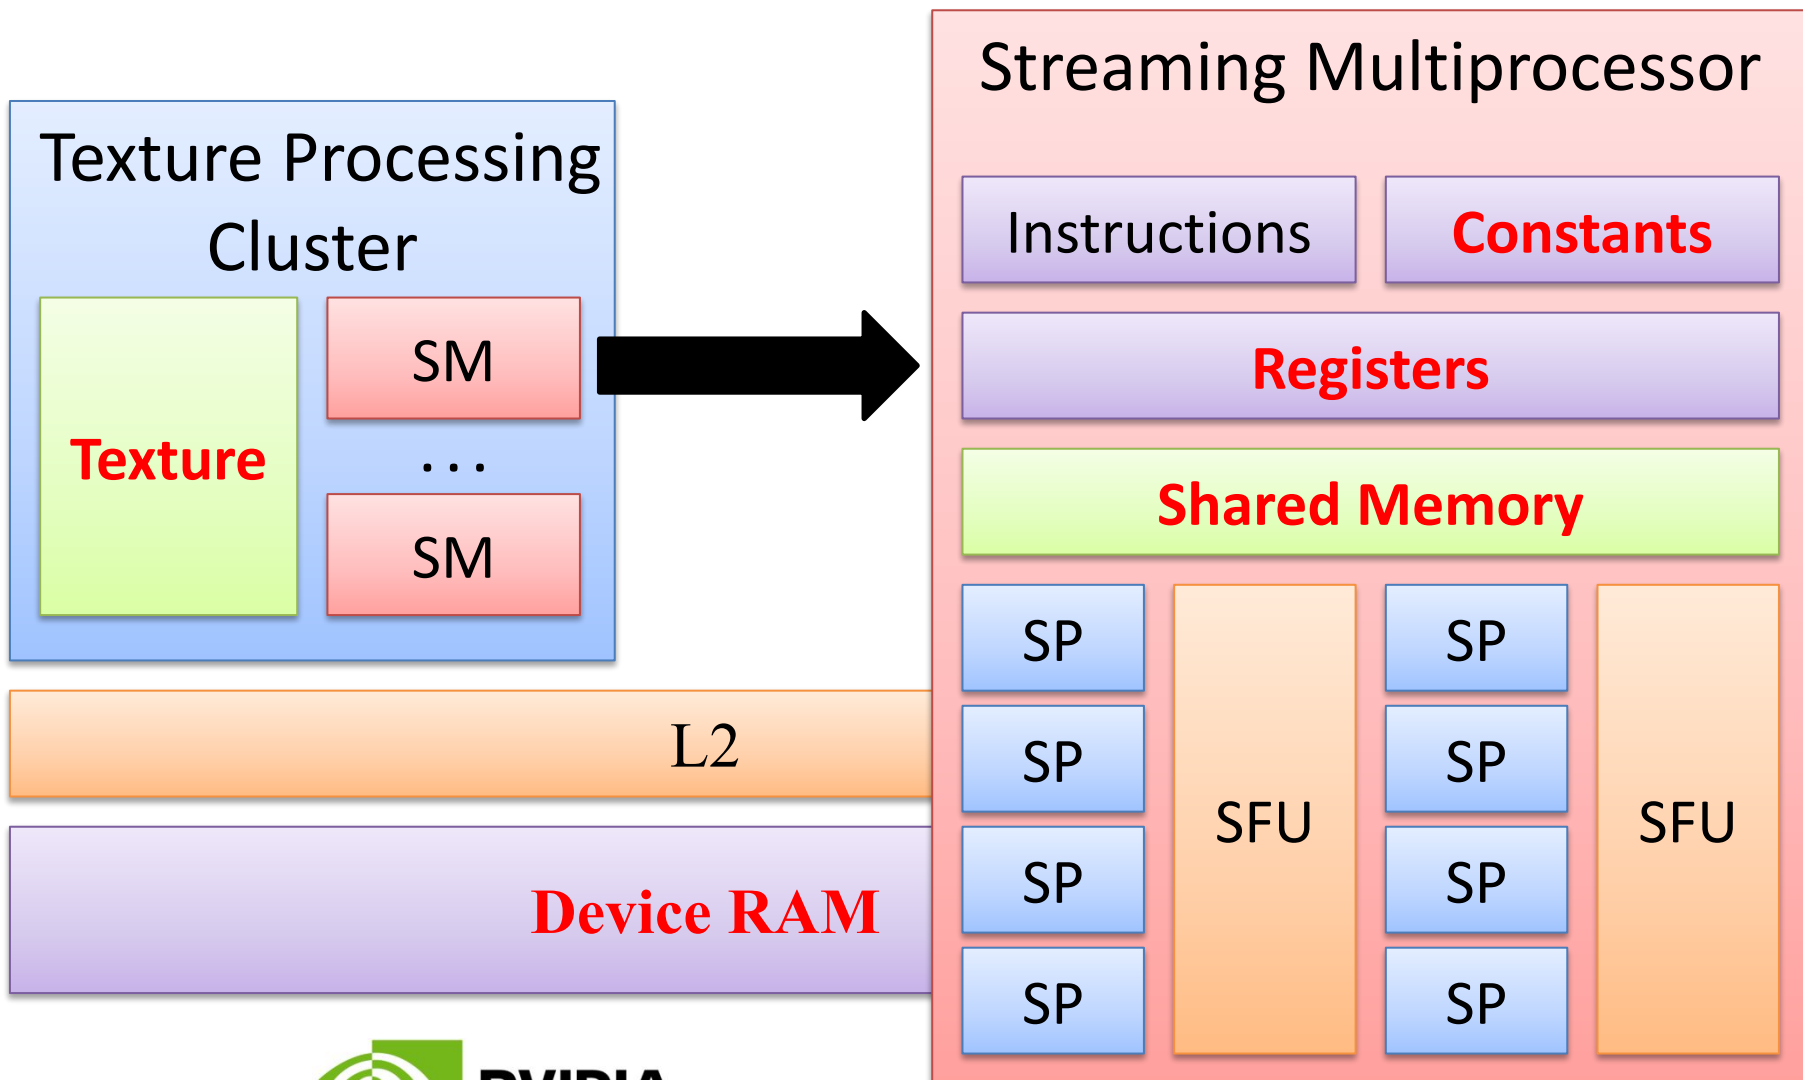 Texture Processing
Cluster
Texture
SM
...
SM
L2
Device RAM
Streaming Multiprocessor
Instructions
Constants
Registers
Shared Memory
SP
SP
SP
SP
SFU
SP
SP
SP
SP
SFU